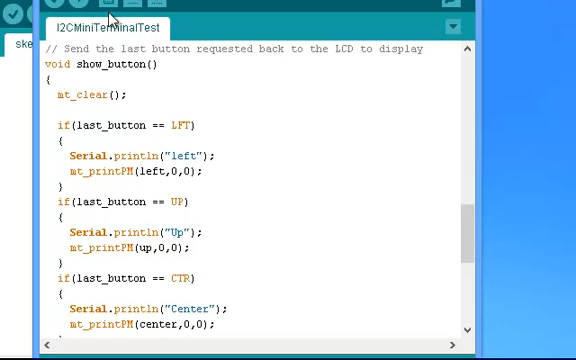 I2CMiniTerminalTest
ske
// Send the last button requested back to the LCD to display
void show_button()
{
mt_clear();
if(last_button == LFT)
{
Serial.println("left");
mt_printPM(left,0,0);
}
if(last_button == UP)
{
Serial.println("Up");
mt_printPM(up,0,0);
}
if(last_button == CTR)
{
Serial.println("Center");
mt_printPM(center,0,0);